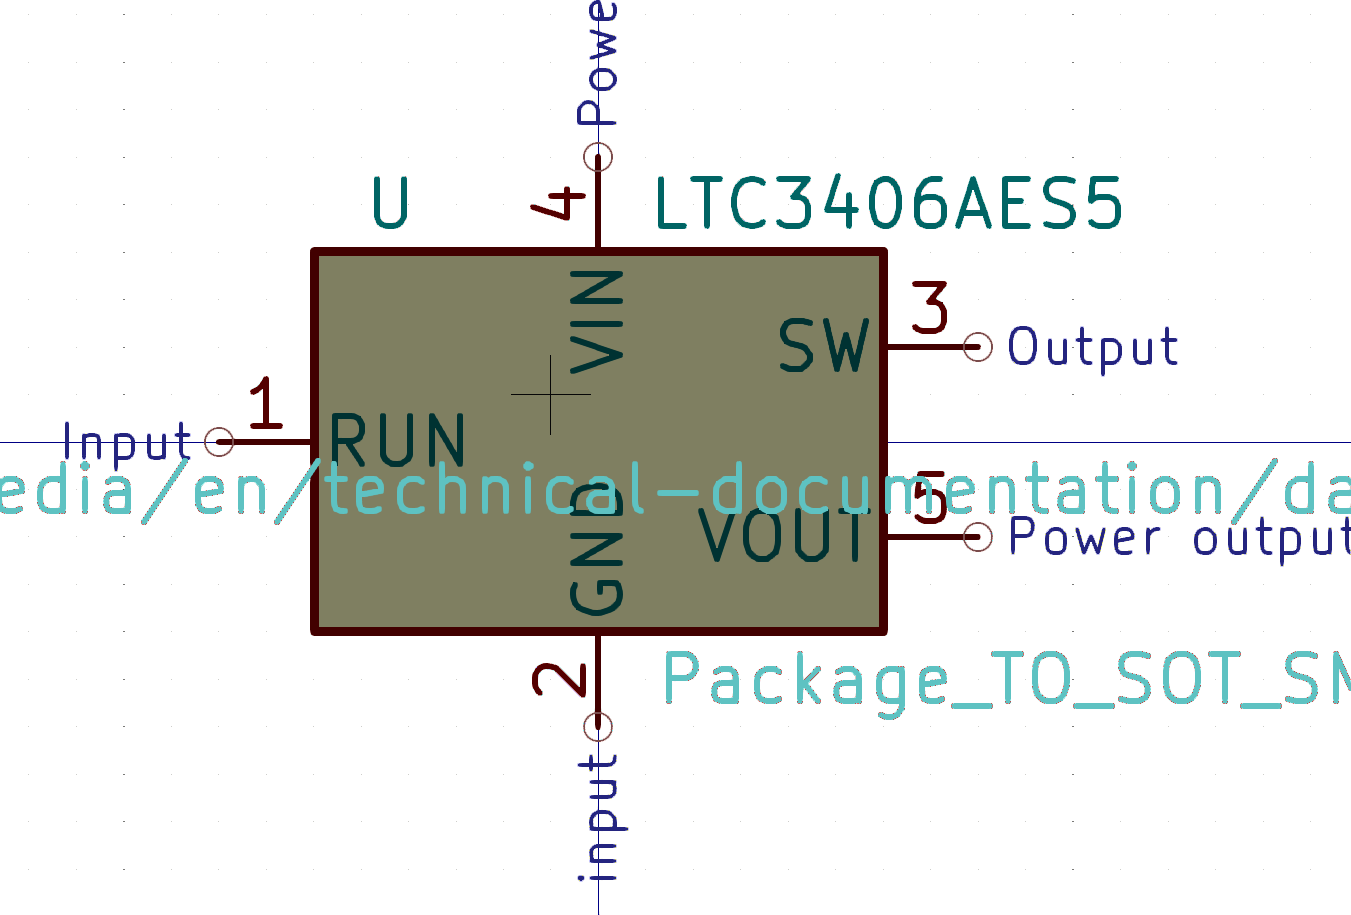 Powe
U
4
LTC3406AES5
VIN
SW
3
Output
1
Input
RUN
edia/en/technical-documentation/da
GND
VOUT
5
Power output
2
Package_TO_SOT_SM
input